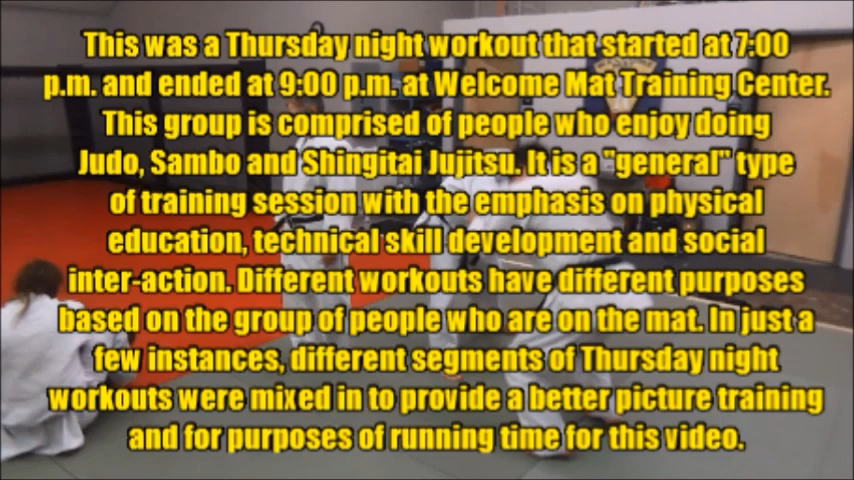 This was a Thursday night workout that started at 7:00
p.m. and ended at 9:00 p.m. at Welcome Mat Training Center.
This group is comprised of people who enjoy doing
Judo, Sambo and Shingitai Jujitsu. It is a "general" type
of training session with the emphasis on physical
education, technical skill development and social
inter-action. Different workouts have different purposes
based on the group of people who are on the mat. In just a
few instances, different segments of Thursday night
workouts were mixed in to provide a better picture training
and for purposes of running time for this video.